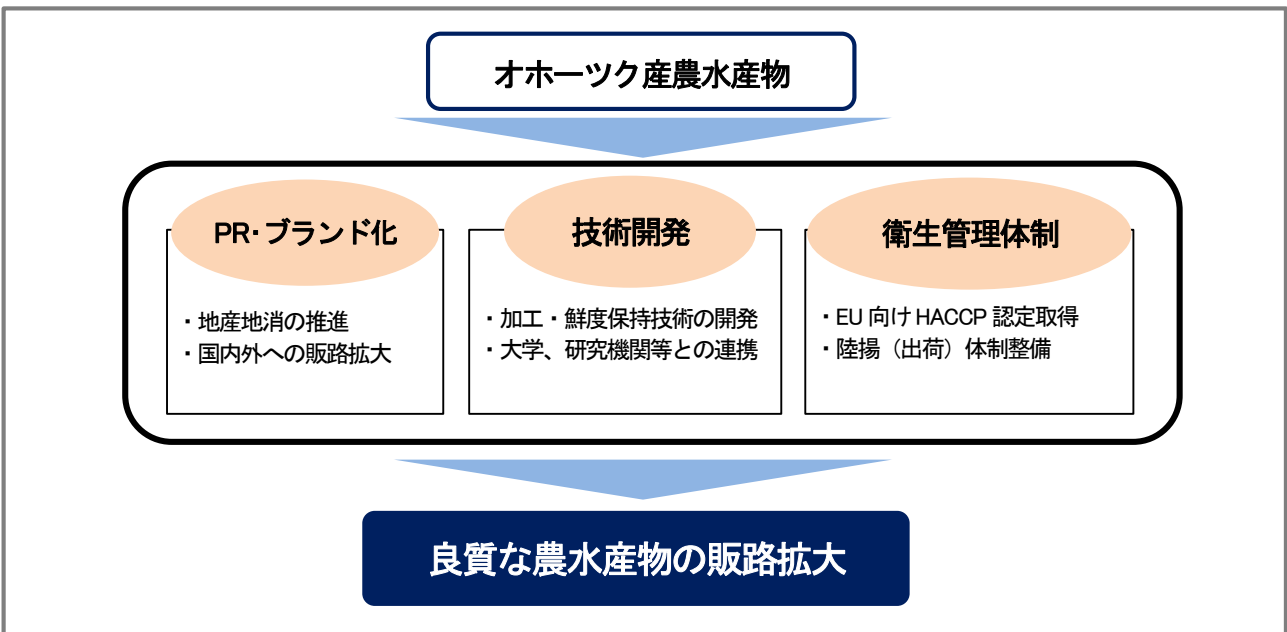 オホーツク産農水産物
PR・ブランド化
・地産地消の推進
・国内外への販路拡大
技術開発
・加工・鮮度保持技術の開発
・大学、研究機関等との連携
衛生管理体制
・EU 向け HACCP 認定取得
・陸揚（出荷）体制整備
良質な農水産物の販路拡大